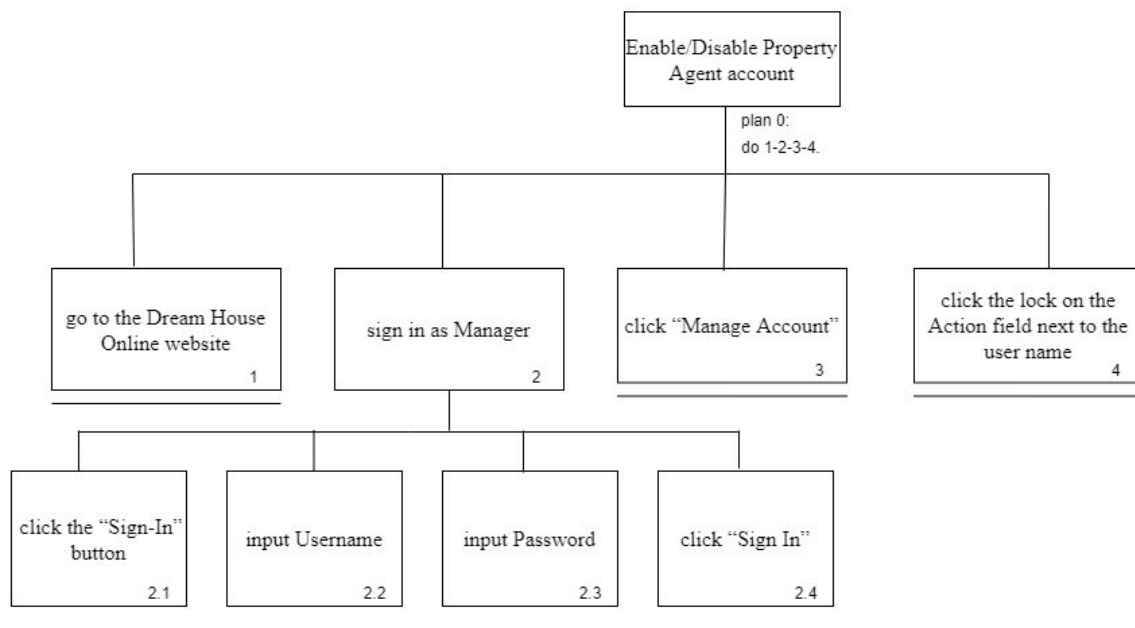 Enable/Disable Property
Agent account
plan 0:
do 1-2-3-4.
go to the Dream House
Online website
1
sign in as Manager
2
click “Manage Account”
3
click the lock on the
Action field next to the
user name
4
click the “Sign-In”
button
2.1
input Username
2.2
input Password
2.3
click “Sign In”
2.4